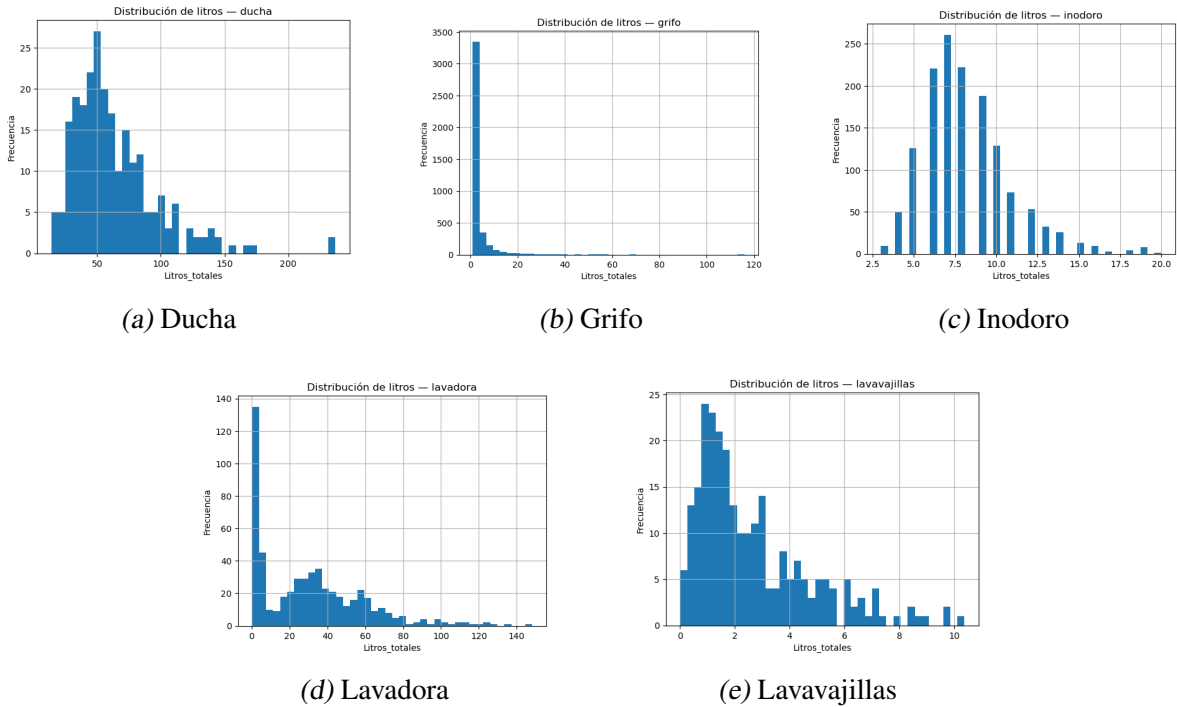 Distribución de litros — ducha
25
20
15
10
5
0
Frecuencia
50 100 150 200
Litros_totales
(a) Ducha
Distribución de litros — grifo
3500
3000
2500
2000
1500
1000
500
0
Frecuencia
0 20 40 60 80 100 120
Litros_totales
(b) Grifo
Distribución de litros — inodoro
250
200
150
100
50
0
Frecuencia
2.5 5.0 7.5 10.0 12.5 15.0 17.5 20.0
Litros_totales
(c) Inodoro
Distribución de litros — lavadora
140
120
100
80
60
40
20
0
Frecuencia
0 20 40 60 80 100 120 140
Litros_totales
(d) Lavadora
Distribución de litros — lavavajillas
25
20
15
10
5
0
Frecuencia
0 2 4 6 8 10
Litros_totales
(e) Lavavajillas